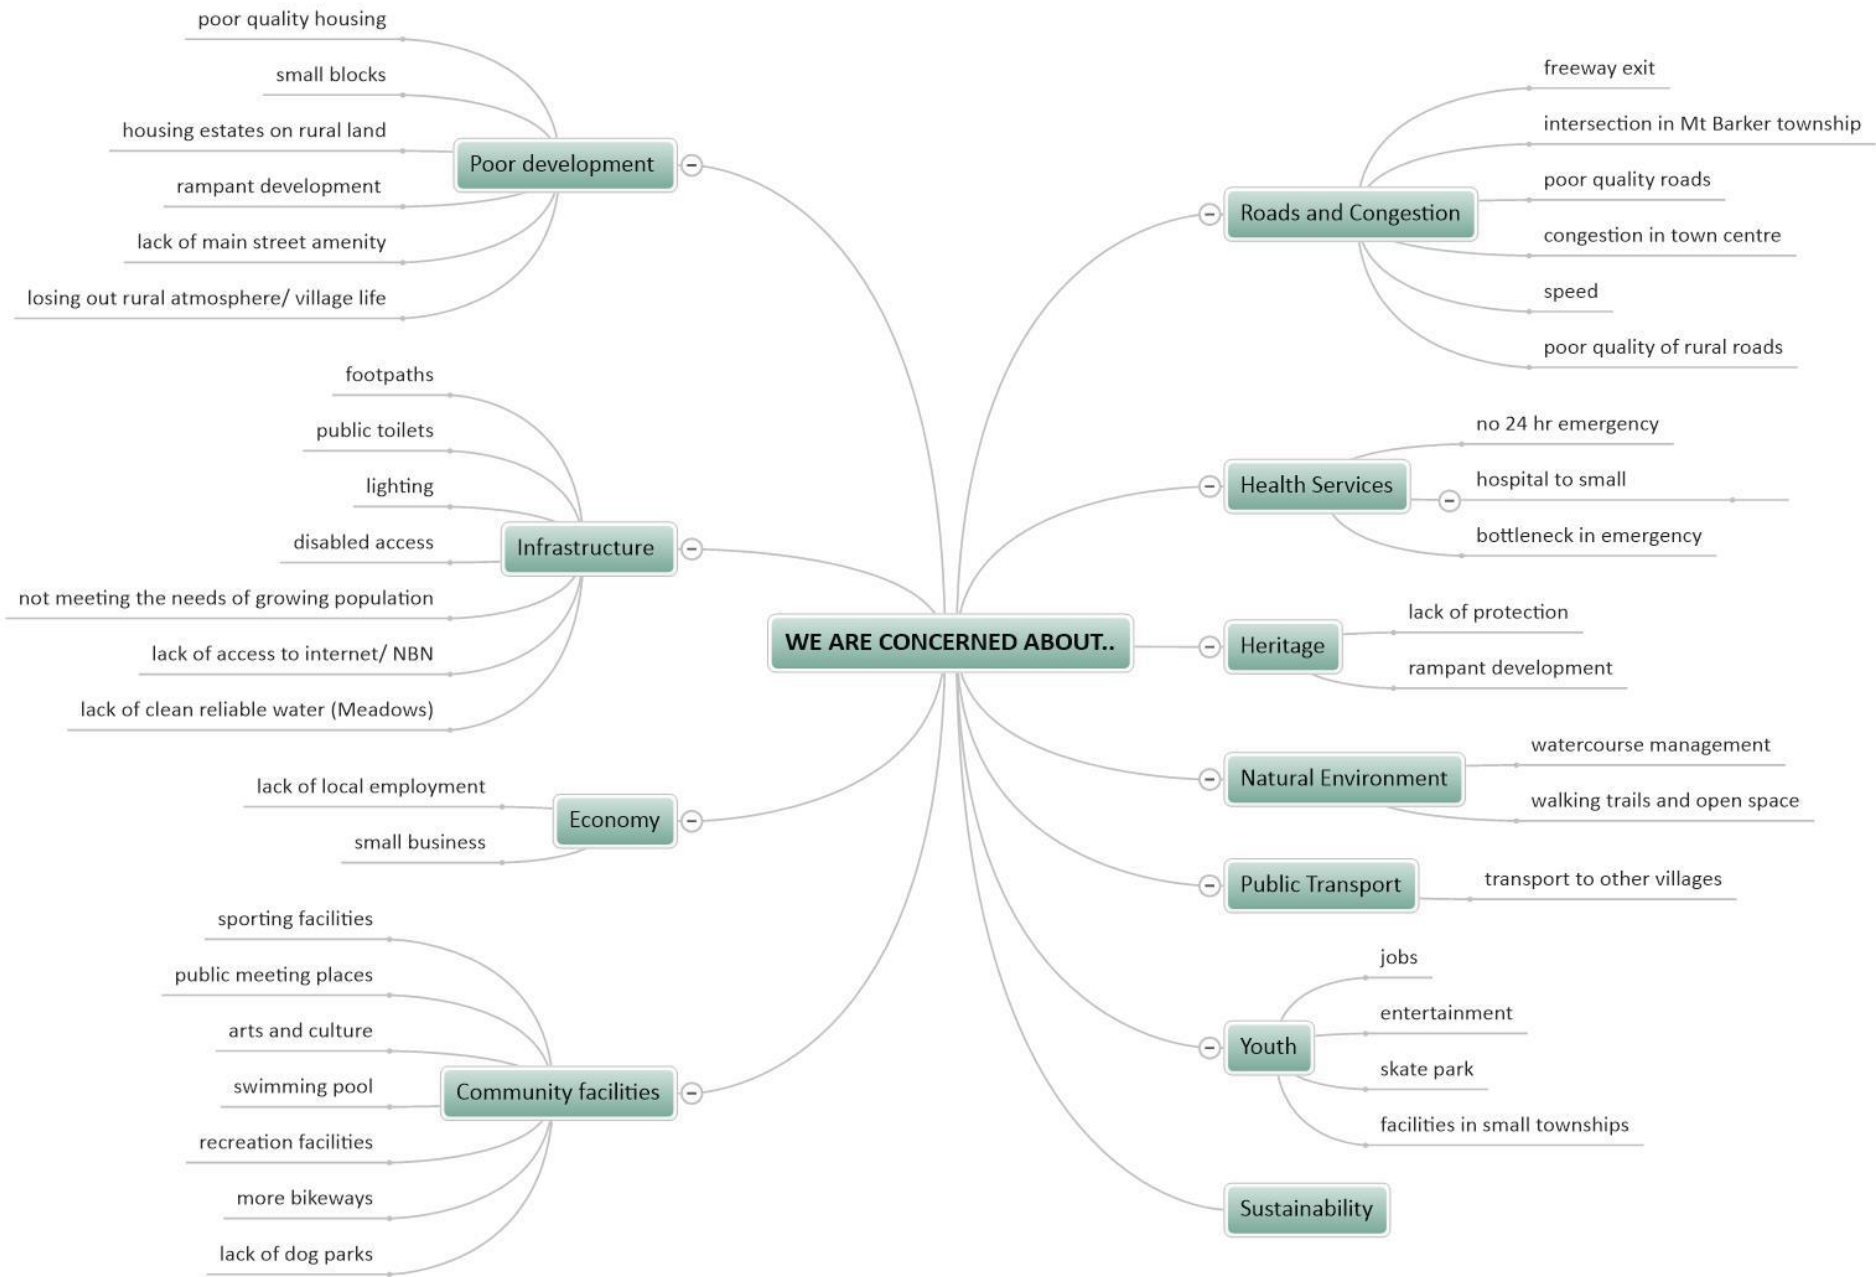 WE ARE CONCERNED ABOUT..
Poor development
poor quality housing
small blocks
housing estates on rural land
rampant development
lack of main street amenity
losing out rural atmosphere/ village life
Infrastructure
footpaths
public toilets
lighting
disabled access
not meeting the needs of growing population
lack of access to internet/ NBN
lack of clean reliable water (Meadows)
Economy
lack of local employment
small business
Community facilities
sporting facilities
public meeting places
arts and culture
swimming pool
recreation facilities
more bikeways
lack of dog parks
Roads and Congestion
freeway exit
intersection in Mt Barker township
poor quality roads
congestion in town centre
speed
poor quality of rural roads
Health Services
no 24 hr emergency
hospital to small
bottleneck in emergency
Heritage
lack of protection
rampant development
Natural Environment
watercourse management
walking trails and open space
Public Transport
transport to other villages
Youth
jobs
entertainment
skate park
facilities in small townships
Sustainability